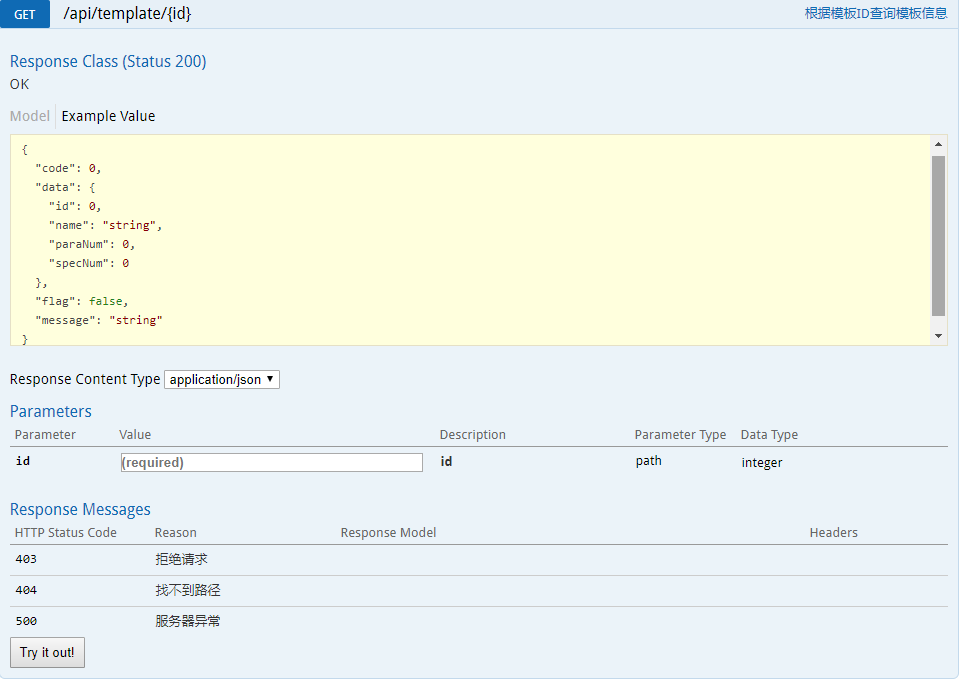 GET /api/template/{id} 根据模板ID查询模板信息
Response Class (Status 200)
OK
Model Example Value
{
"code": 0,
"data": {
"id": 0,
"name": "string",
"paraNum": 0,
"specNum": 0
},
"flag": false,
"message": "string"
}
Response Content Type application/json
Parameters
Parameter Value Description Parameter Type Data Type
id (required) id path integer
Response Messages
HTTP Status Code Reason Response Model Headers
403 拒绝请求
404 找不到路径
500 服务器异常
Try it out!